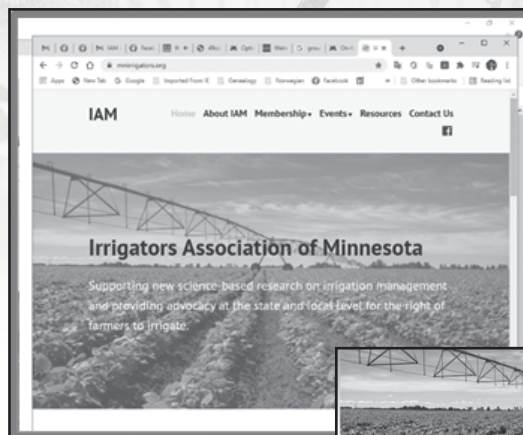 mnirrigators.org
Apps New Tab Google Imported From IE Genealogy Norwegian Facebook Other bookmarks Reading list
IAM Home About IAM Membership Events Resources Contact Us
Irrigators Association of Minnesota
Supporting new science-based research on irrigation management
and providing advocacy at the state and local level for the right of
farmers to irrigate.